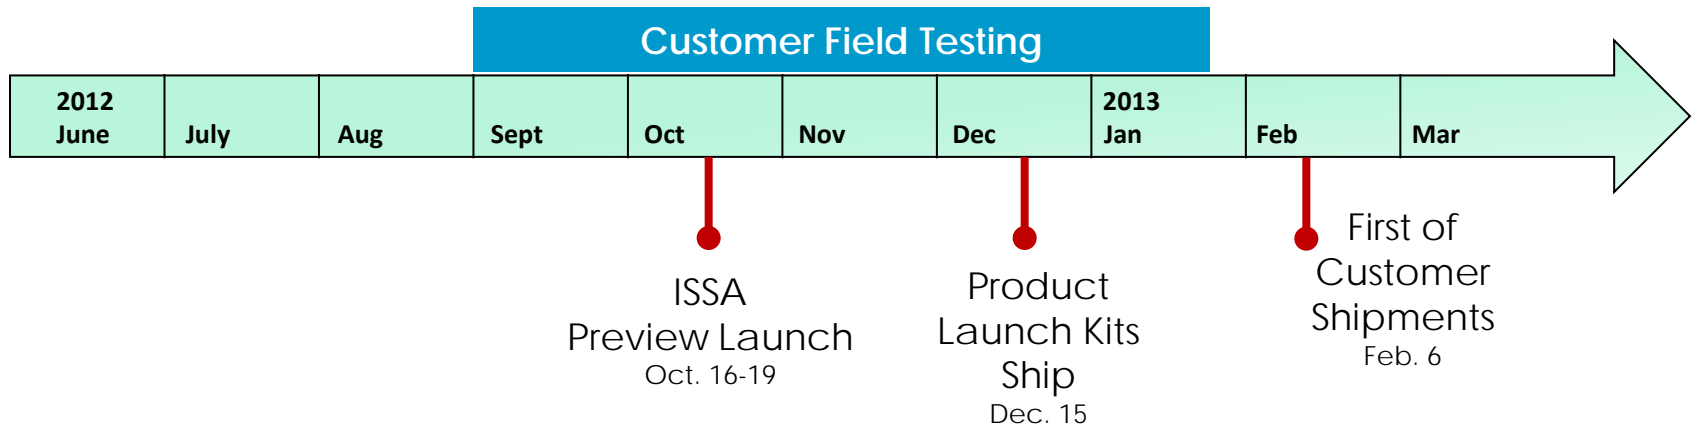 Customer Field Testing
2012
June
July
Aug
Sept
Oct
Nov
Dec
2013
Jan
Feb
Mar
ISSA
Preview Launch
Oct. 16-19
Product
Launch Kits
Ship
Dec. 15
First of
Customer
Shipments
Feb. 6